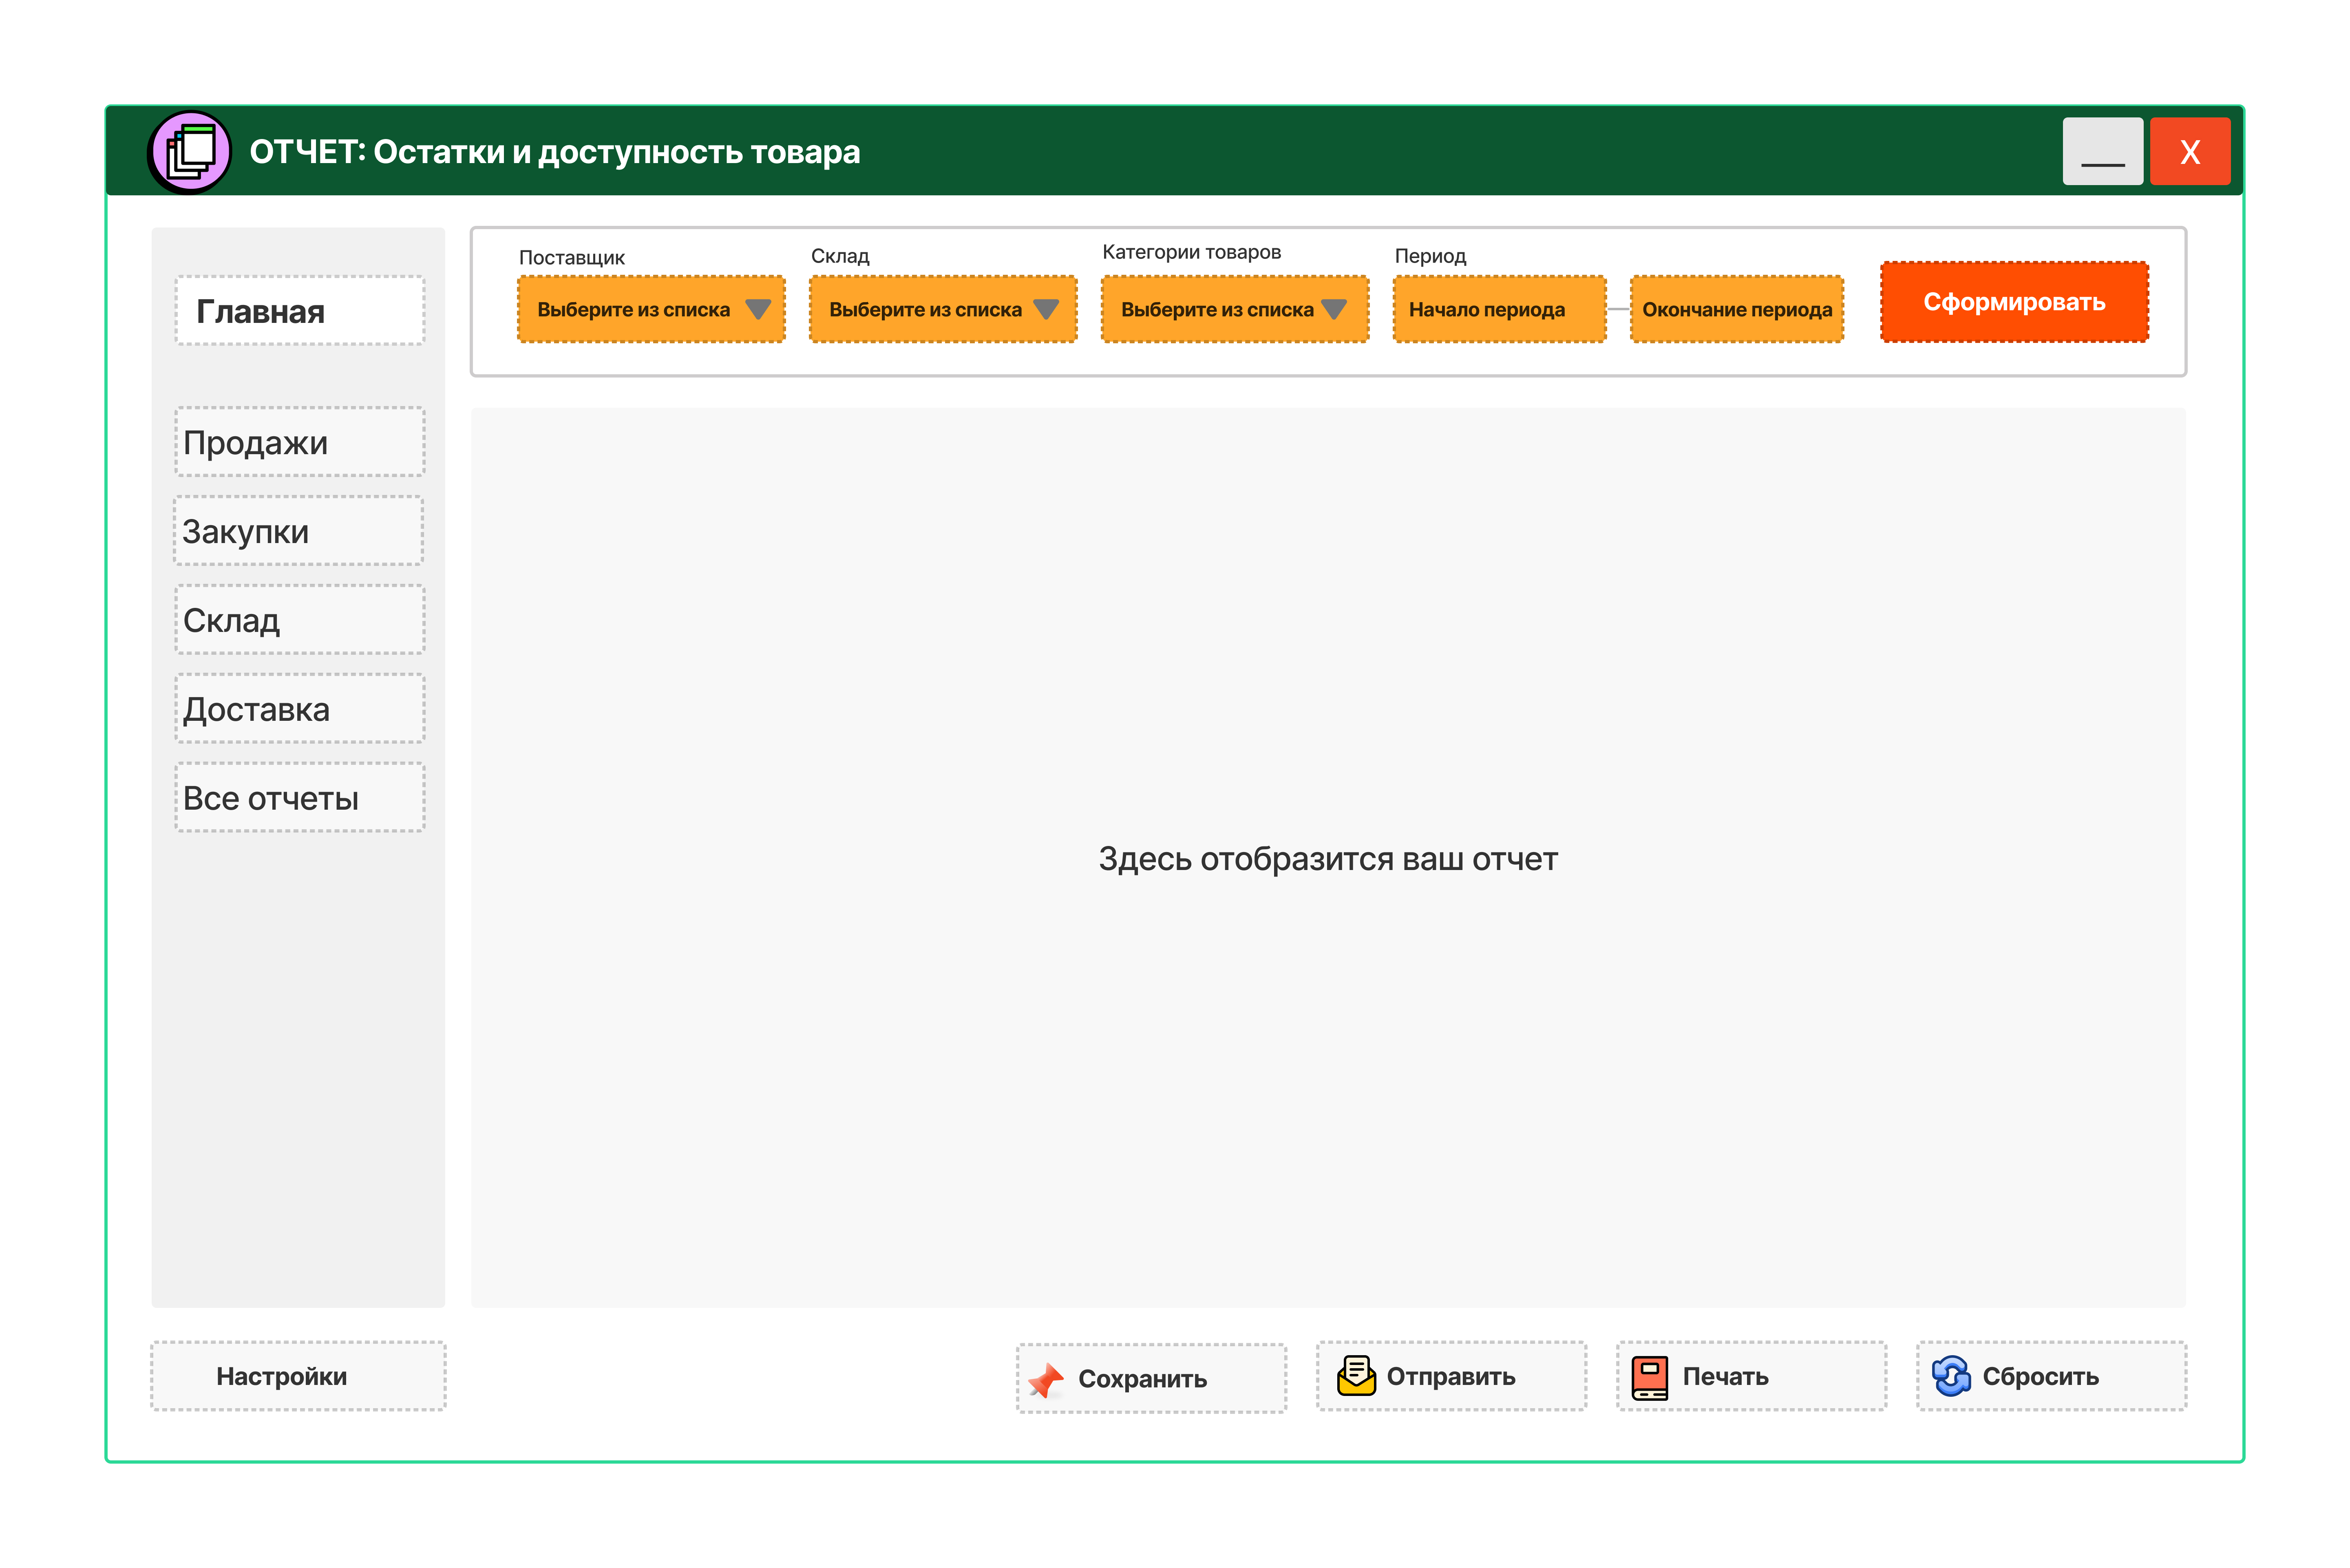 ОТЧЕТ: Остатки и доступность товара
X
Главная
Продажи
Закупки
Склад
Доставка
Все отчеты
Поставщик
Выберите из списка
Склад
Выберите из списка
Категории товаров
Выберите из списка
Период
Начало периода
Окончание периода
Сформировать
Здесь отобразится ваш отчет
Настройки
Сохранить
Отправить
Печать
Сбросить